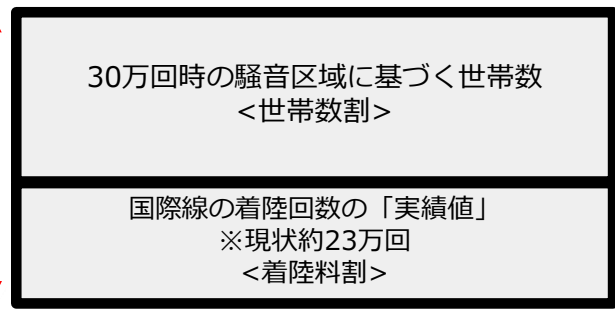 30万回時の騒音区域に基づく世帯数
<世帯数割>
国際線の着陸回数の「実績値」
※現状約23万回
<着陸料割>